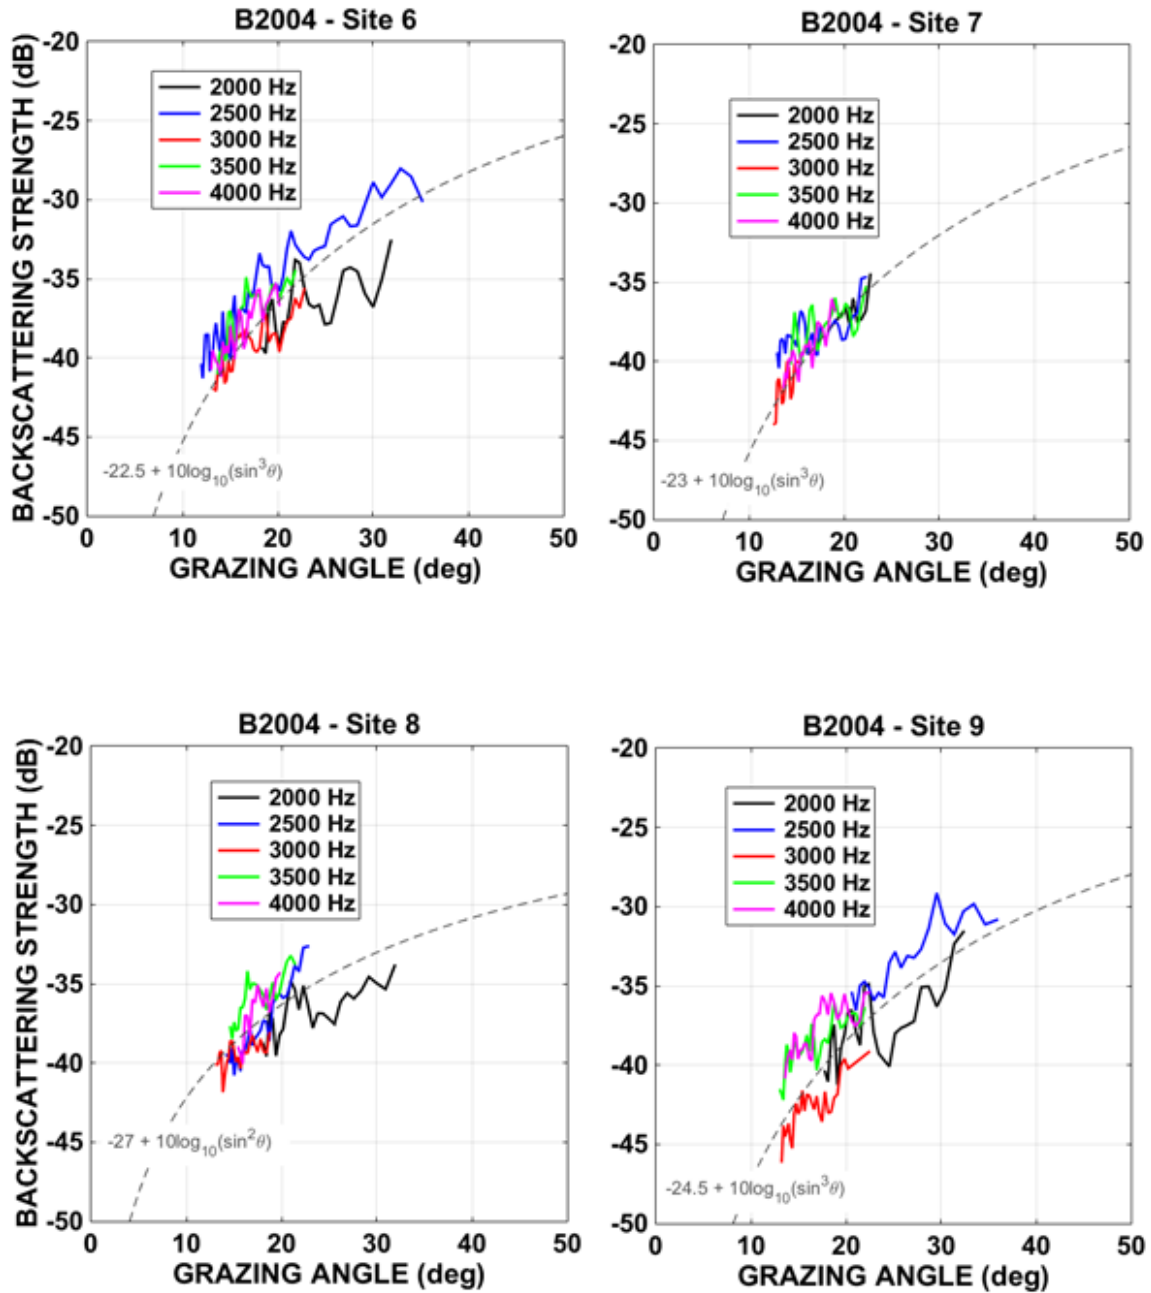 B2004 - Site 6
BACKSCATTERING STRENGTH (dB)
-20
-25
-30
-35
-40
-45
-50
2000 Hz
2500 Hz
3000 Hz
3500 Hz
4000 Hz
-22.5 + 10log10(sin3θ)
0 10 20 30 40 50
GRAZING ANGLE (deg)
B2004 - Site 7
-20
-25
-30
-35
-40
-45
-50
2000 Hz
2500 Hz
3000 Hz
3500 Hz
4000 Hz
-23 + 10log10(sin3θ)
0 10 20 30 40 50
GRAZING ANGLE (deg)
B2004 - Site 8
BACKSCATTERING STRENGTH (dB)
-20
-25
-30
-35
-40
-45
-50
2000 Hz
2500 Hz
3000 Hz
3500 Hz
4000 Hz
-27 + 10log10(sin2θ)
0 10 20 30 40 50
GRAZING ANGLE (deg)
B2004 - Site 9
-20
-25
-30
-35
-40
-45
-50
2000 Hz
2500 Hz
3000 Hz
3500 Hz
4000 Hz
-24.5 + 10log10(sin3θ)
0 10 20 30 40 50
GRAZING ANGLE (deg)